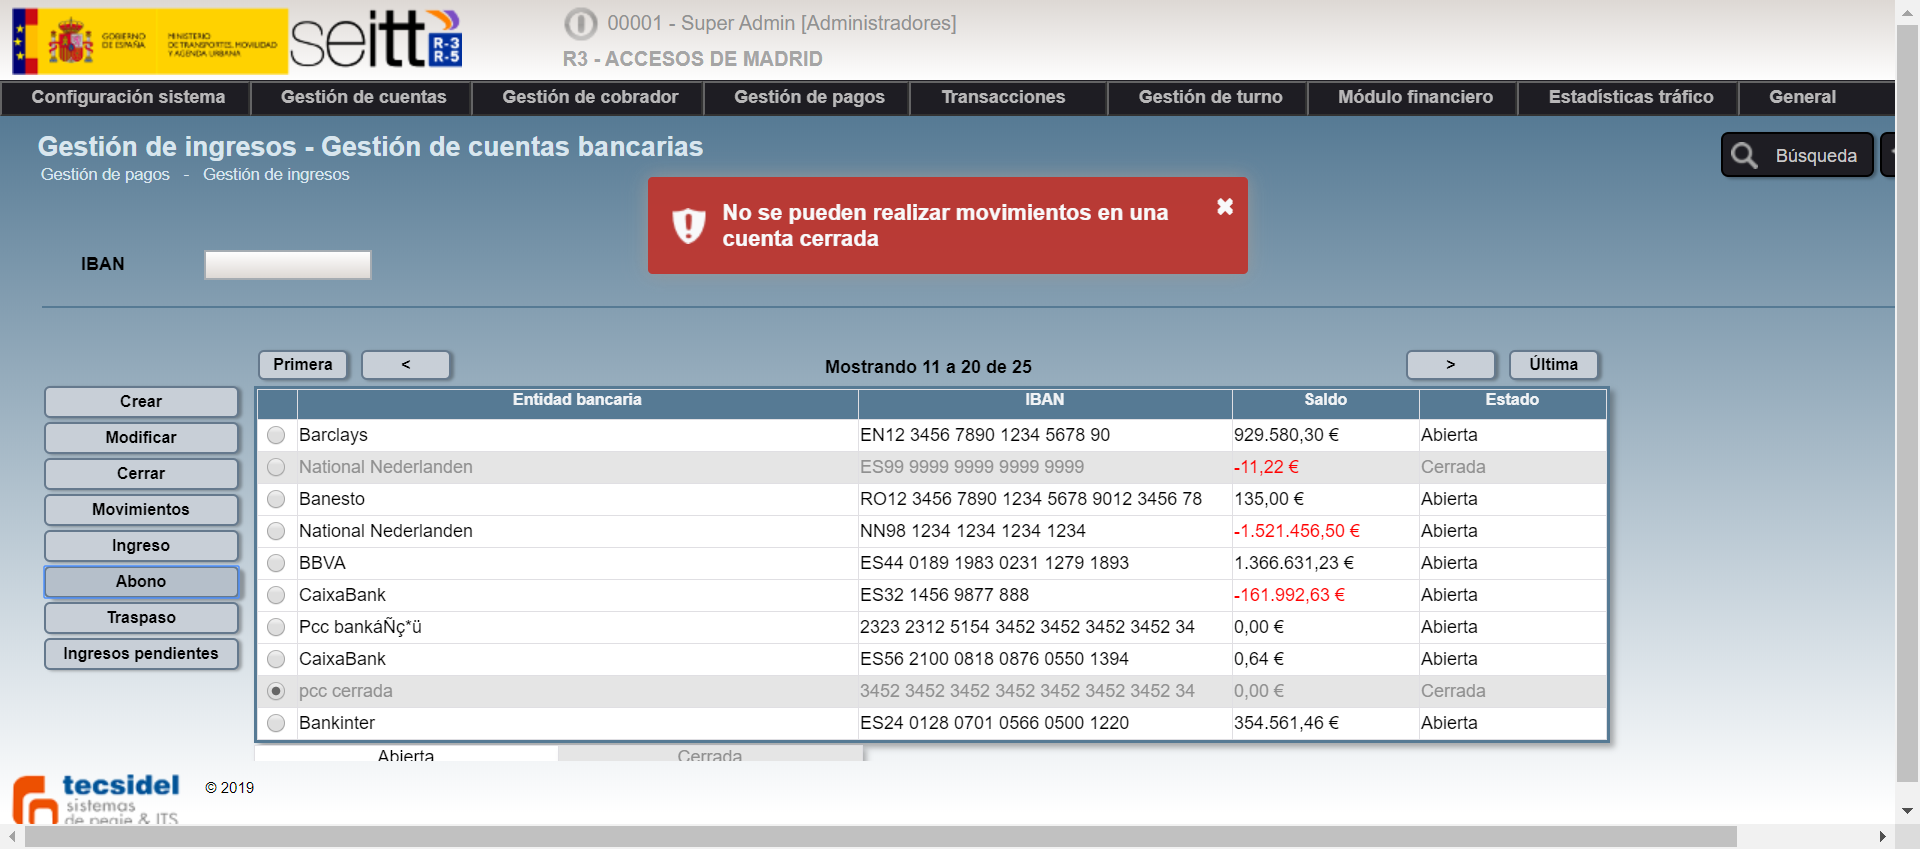 GOBIERNO
DE ESPAÑA
MINISTERIO
DE TRANSPORTES, MOVILIDAD
Y AGENDA URBANA
seitt
R-3
R-5
00001 - Super Admin [Administradores]
R3 - ACCESOS DE MADRID
Configuración sistema
Gestión de cuentas
Gestión de cobrador
Gestión de pagos
Transacciones
Gestión de turno
Módulo financiero
Estadísticas tráfico
General
Gestión de ingresos - Gestión de cuentas bancarias
Gestión de pagos - Gestión de ingresos
Búsqueda
No se pueden realizar movimientos en una
cuenta cerrada
IBAN
Primera
<
Mostrando 11 a 20 de 25
>
Última
Crear
Modificar
Cerrar
Movimientos
Ingreso
Abono
Traspaso
Ingresos pendientes
Entidad bancaria IBAN Saldo Estado
Barclays EN12 3456 7890 1234 5678 90 929.580,30 € Abierta
National Nederlanden ES99 9999 9999 9999 9999 -11,22 € Cerrada
Banesto RO12 3456 7890 1234 5678 9012 3456 78 135,00 € Abierta
National Nederlanden NN98 1234 1234 1234 1234 -1.521.456,50 € Abierta
BBVA ES44 0189 1983 0231 1279 1893 1.366.631,23 € Abierta
CaixaBank ES32 1456 9877 888 -161.992,63 € Abierta
Pcc bankáÑç*ü 2323 2312 5154 3452 3452 3452 3452 34 0,00 € Abierta
CaixaBank ES56 2100 0818 0876 0550 1394 0,64 € Abierta
pcc cerrada 3452 3452 3452 3452 3452 3452 3452 34 0,00 € Cerrada
Bankinter ES24 0128 0701 0566 0500 1220 354.561,46 € Abierta
Abierta Cerrada
tecsidel
sistemas
de peaje & ITS
© 2019